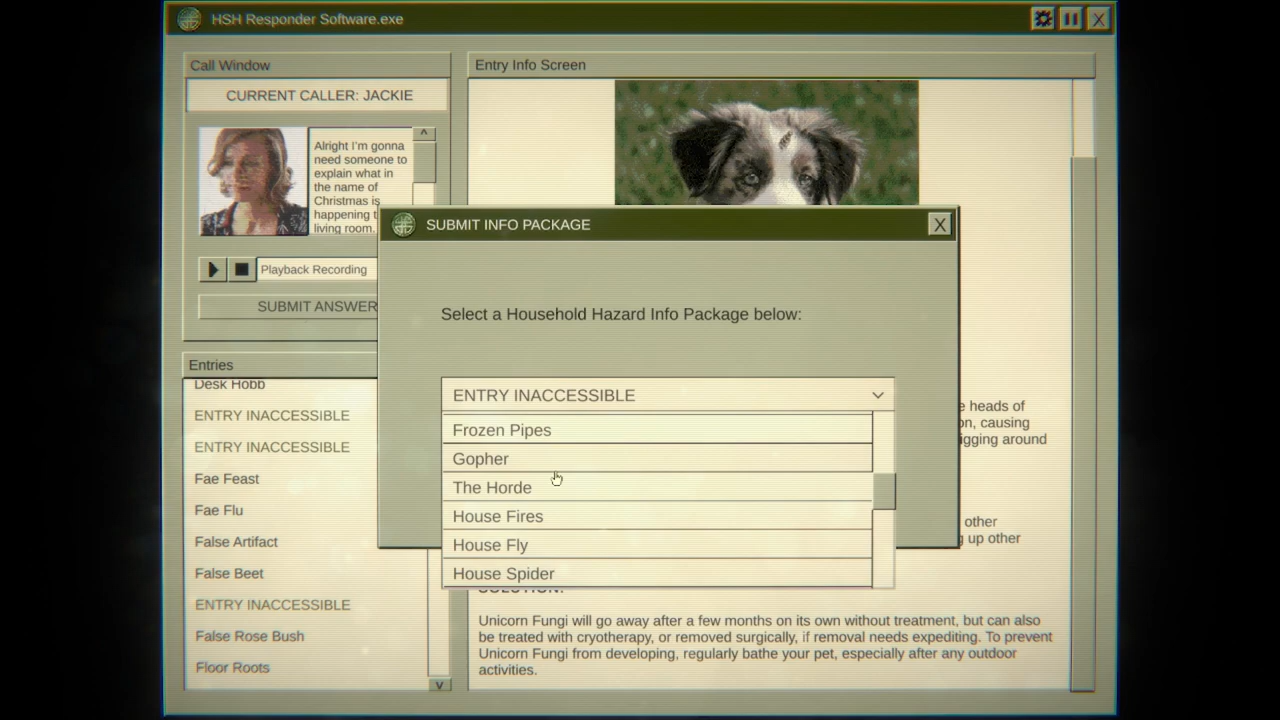 HSH Responder Software.exe
X
Call Window
CURRENT CALLER: JACKIE
Alright I'm gonna
need someone to
explain what in
the name of
Christmas is
happening
living room.
Playback Recording
SUBMIT ANSWER
Entries
Desk Hobb
ENTRY INACCESSIBLE
ENTRY INACCESSIBLE
Fae Feast
Fae Flu
False Artifact
False Beet
ENTRY INACCESSIBLE
False Rose Bush
Floor Roots
Entry Info Screen
SUBMIT INFO PACKAGE
X
Select a Household Hazard Info Package below:
ENTRY INACCESSIBLE
Frozen Pipes
Gopher
The Horde
House Fires
House Fly
House Spider
heads of
causing
around
other
up other
SOLUTION:
Unicorn Fungi will go away after a few months on its own without treatment, but can also
be treated with cryotherapy, or removed surgically, if removal needs expediting. To prevent
Unicorn Fungi from developing, regularly bathe your pet, especially after any outdoor
activities.